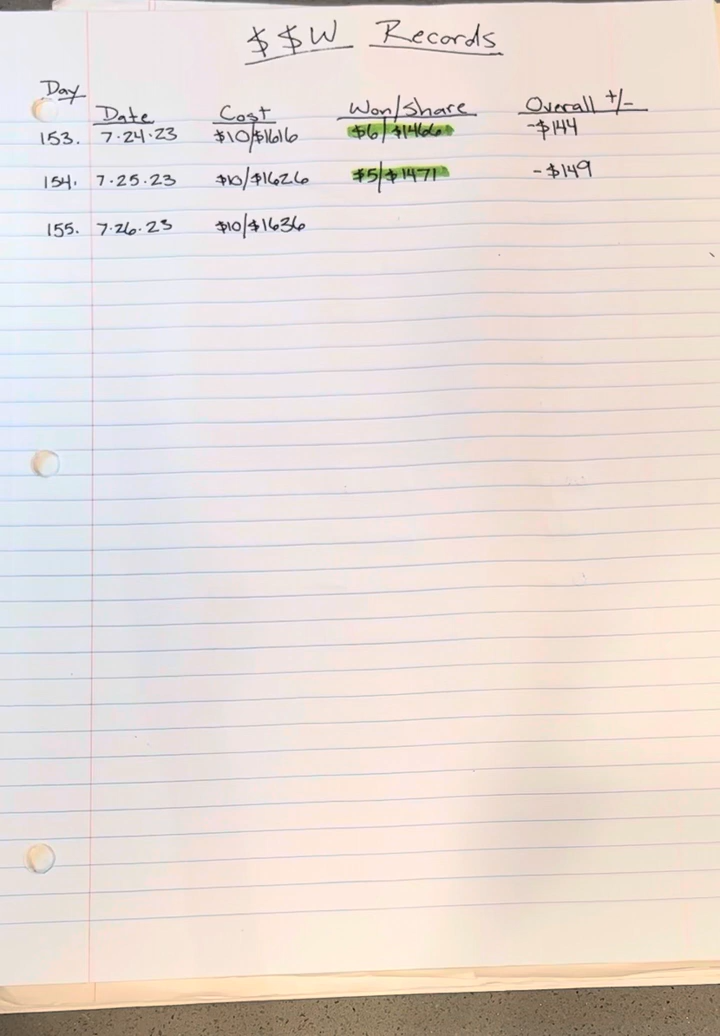 $$W Records
Day Date Cost Won/Share Overall +/-
153. 7.24.23 $10/$1616 $6/$1466 -$144
154. 7.25.23 $10/$1626 $5/$1471 -$149
155. 7.26.23 $10/$1636